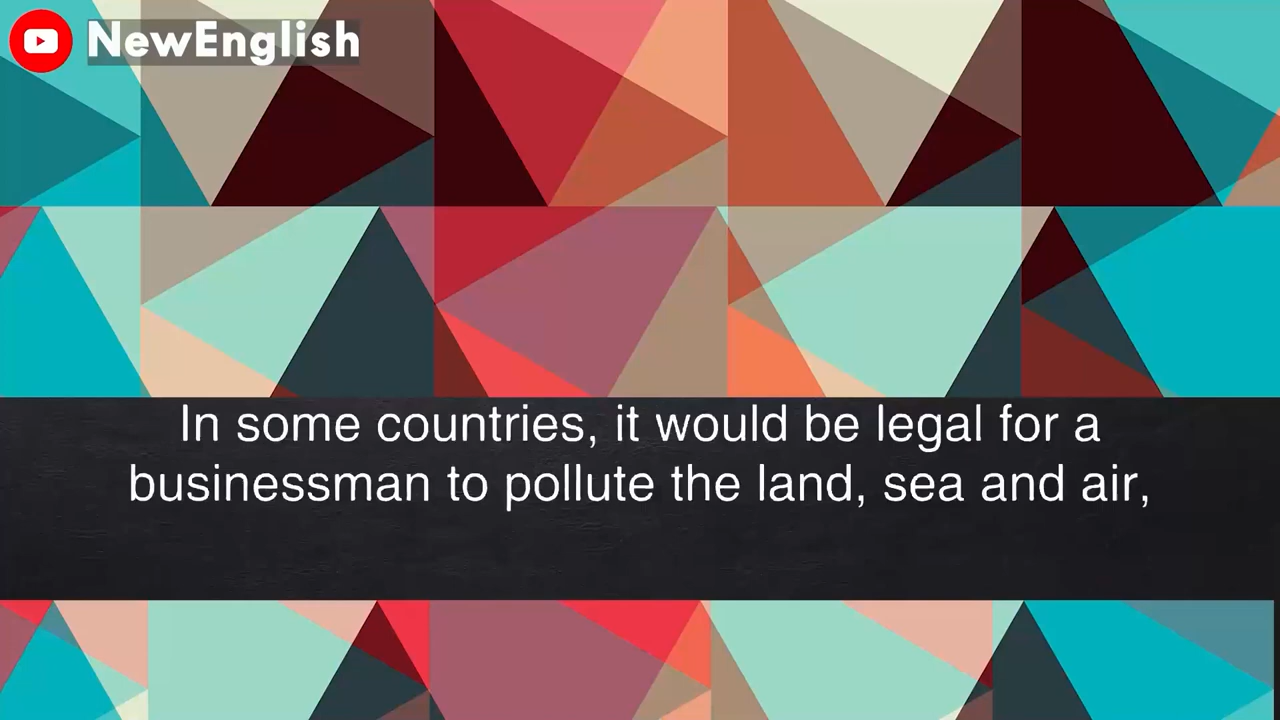 NewEnglish
In some countries, it would be legal for a
businessman to pollute the land, sea and air,